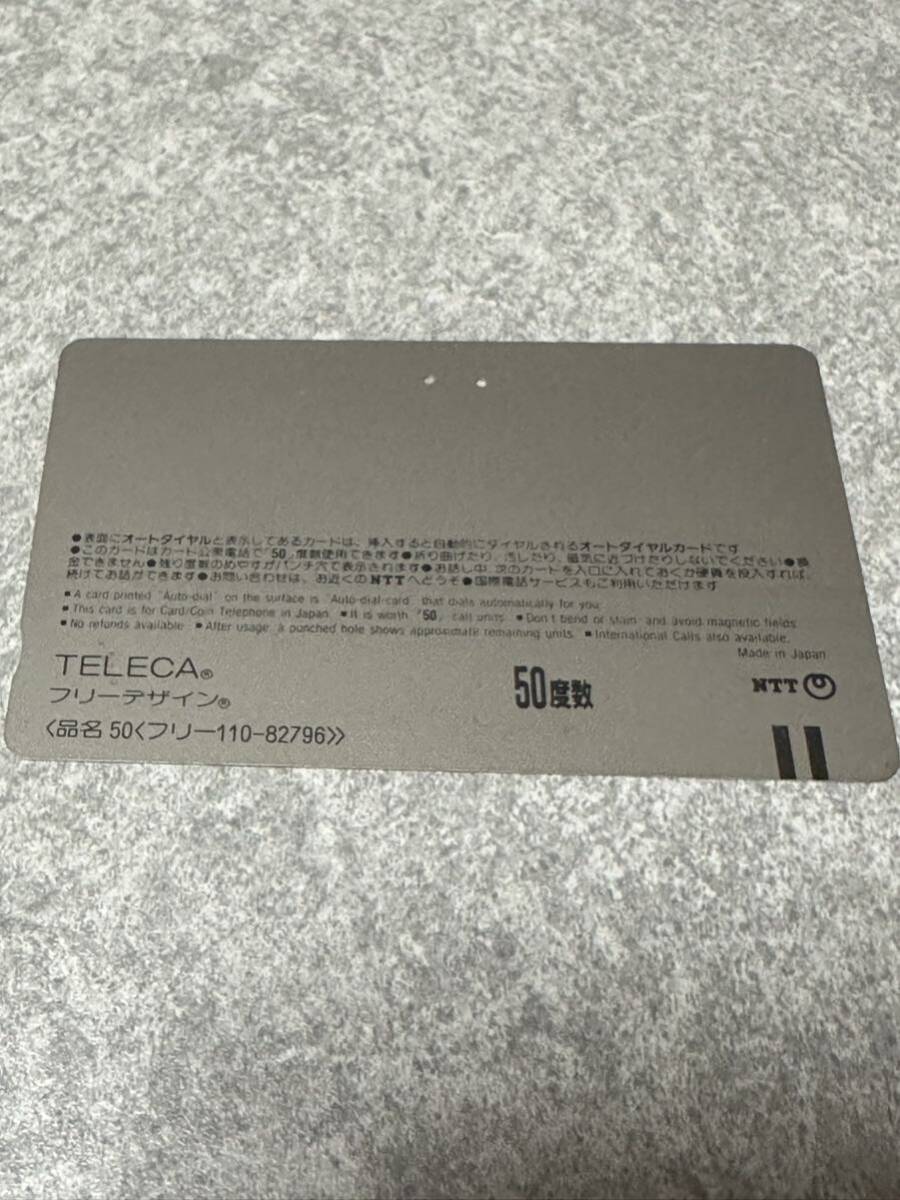 ●表面にオートダイヤルと表示してあるカードは、挿入すると自動的にダイヤルされるオートダイヤルカードです
●このカードはカード公衆電話で「50」度数使用できます●折り曲げたり、汚したり、磁気に近づけたりしないでください●換
金できません●残り度数のめやすがパンチ穴で表示されます●お話し中、次のカードを入口に入れておくか硬貨を投入すれば、
続けてお話ができます●お問い合わせは、お近くのNTTへどうぞ●国際電話サービスもご利用いただけます
■A card printed "Auto-dial" on the surface is "Auto-dial-card" that dials automatically for you.
■This card is for Card/Coin Telephone in Japan ■It is worth「50」call units ■Don't bend or stain and avoid magnetic fields
■No refunds available ■After usage a punched hole shows approximate remaining units ■International Calls also available.
Made in Japan
TELECA®
フリーデザイン®
50度数
NTT
〈品名 50〈フリー110-82796〉〉